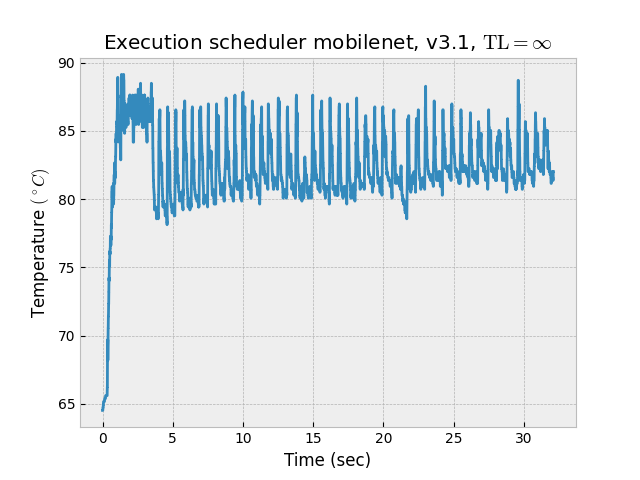 Execution scheduler mobilenet, v3.1, TL = ∞
90
85
80
75
70
65
Temperature (°C)
0 5 10 15 20 25 30
Time (sec)